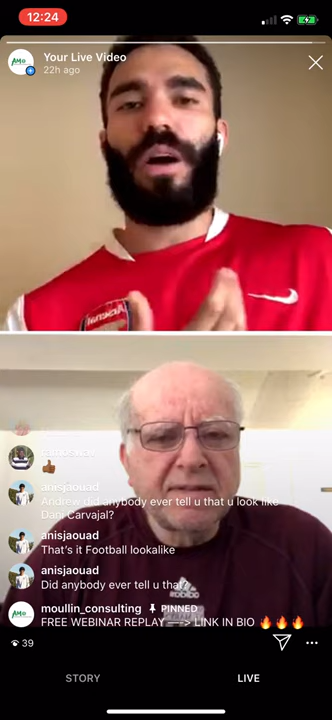 12:24
Your Live Video
22h ago
anisjaouad
Andrew did anybody ever tell u that u look like
Dani Carvajal?
anisjaouad
That's it Football lookalike
anisjaouad
Did anybody ever tell u that?
moullin_consulting PINNED
FREE WEBINAR REPLAY ——> LINK IN BIO 🔥🔥🔥
39
STORY LIVE